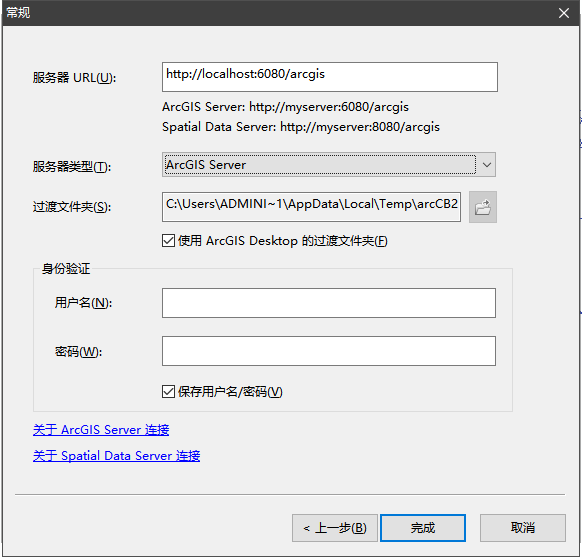 常规
服务器 URL(U):
http://localhost:6080/arcgis
ArcGIS Server: http://myserver:6080/arcgis
Spatial Data Server: http://myserver:8080/arcgis
服务器类型(T):
ArcGIS Server
过渡文件夹(S):
C:\Users\ADMINI~1\AppData\Local\Temp\arcCB2
使用 ArcGIS Desktop 的过渡文件夹(F)
身份验证
用户名(N):
密码(W):
保存用户名/密码(V)
关于 ArcGIS Server 连接
关于 Spatial Data Server 连接
< 上一步(B)
完成
取消